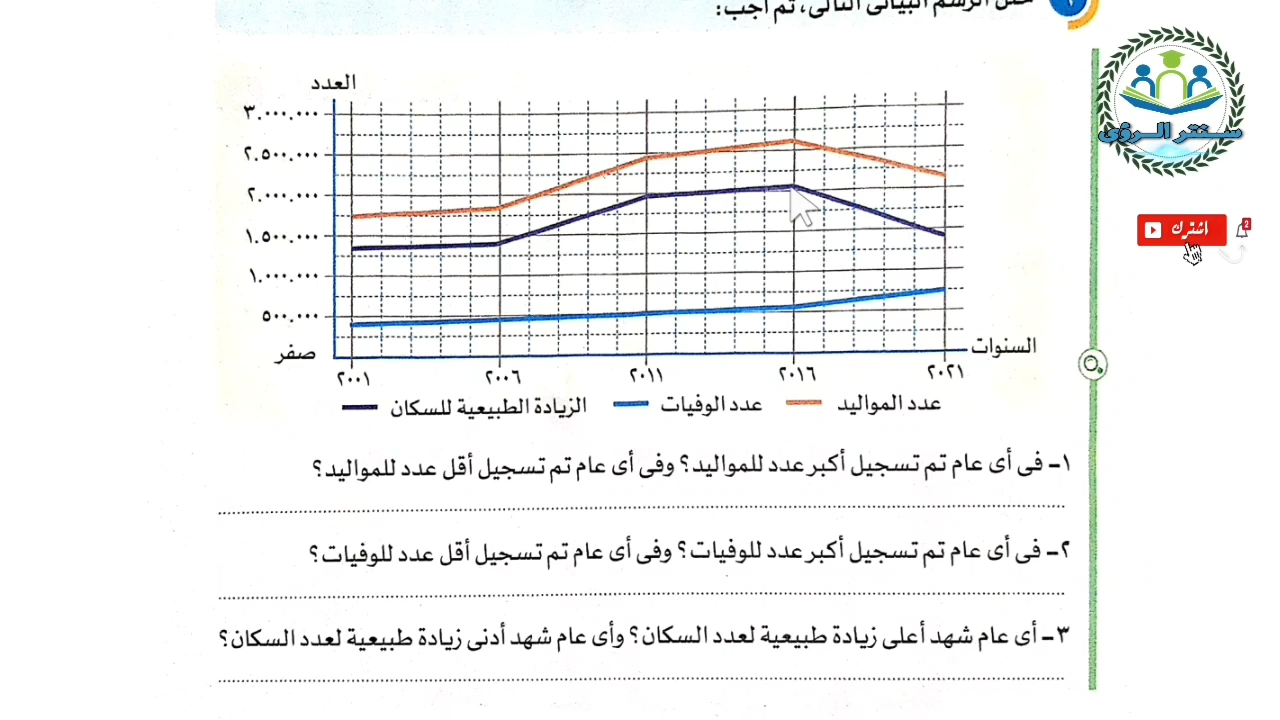 حلل الرسم البيانى التالى، ثم أجب:
العدد
٣.٠٠٠.٠٠٠
٢.٥٠٠.٠٠٠
٢.٠٠٠.٠٠٠
١.٥٠٠.٠٠٠
١.٠٠٠.٠٠٠
٥٠٠.٠٠٠
صفر
السنوات
٢٠٠١ ٢٠٠٦ ٢٠١١ ٢٠١٦ ٢٠٢١
عدد المواليد عدد الوفيات الزيادة الطبيعية للسكان
١- فى أى عام تم تسجيل أكبر عدد للمواليد؟ وفى أى عام تم تسجيل أقل عدد للمواليد؟
٢- فى أى عام تم تسجيل أكبر عدد للوفيات؟ وفى أى عام تم تسجيل أقل عدد للوفيات؟
٣- أى عام شهد أعلى زيادة طبيعية لعدد السكان؟ وأى عام شهد أدنى زيادة طبيعية لعدد السكان؟
سنتر الرؤى
اشترك
2